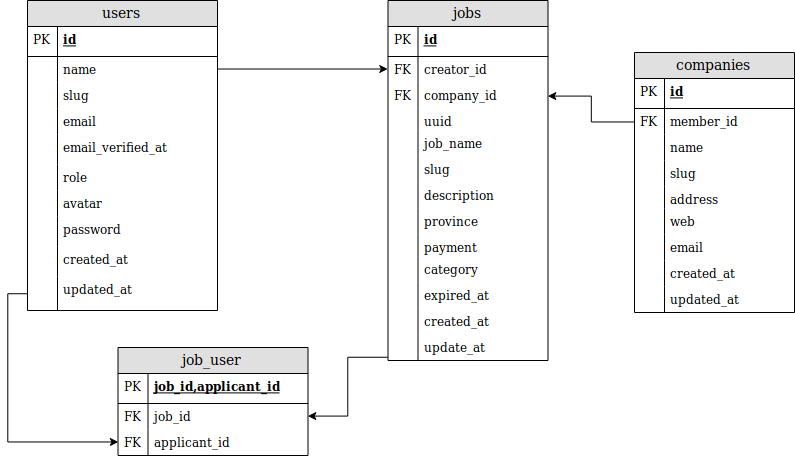 users
PK id
name
slug
email
email_verified_at
role
avatar
password
created_at
updated_at
jobs
PK id
FK creator_id
FK company_id
uuid
job_name
slug
description
province
payment
category
expired_at
created_at
update_at
companies
PK id
FK member_id
name
slug
address
web
email
created_at
updated_at
job_user
PK job_id,applicant_id
FK job_id
FK applicant_id